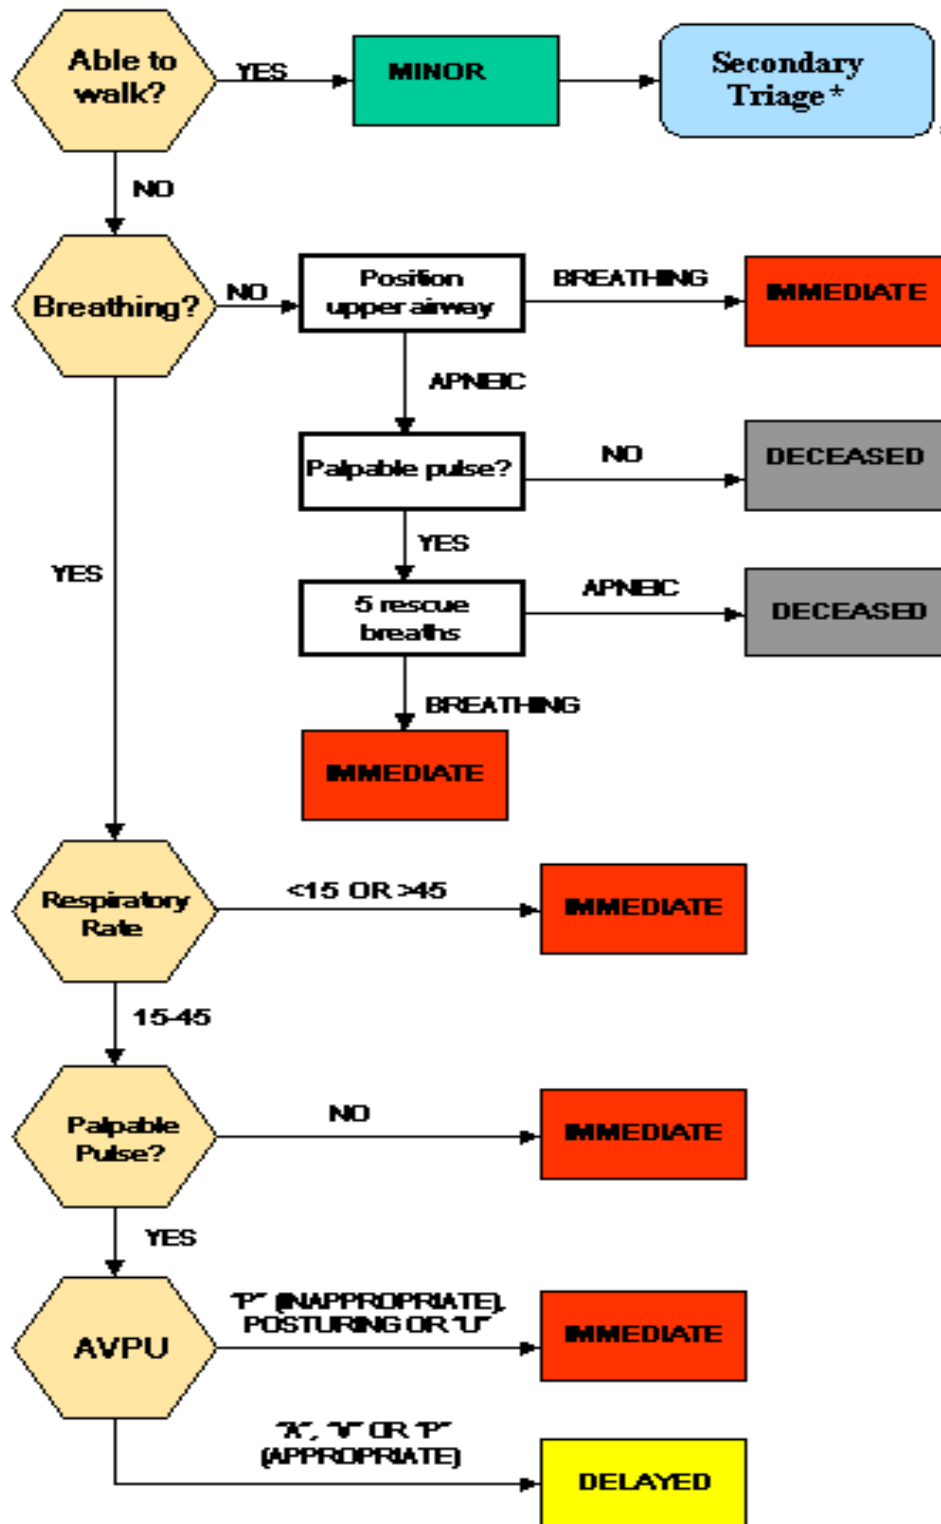 Able to
walk?
YES
MINOR
Secondary
Triage*
NO
Breathing?
NO
Position
upper airway
BREATHING
IMMEDIATE
APNEIC
Palpable pulse?
NO
DECEASED
YES
YES
5 rescue
breaths
APNEIC
DECEASED
BREATHING
IMMEDIATE
Respiratory
Rate
<15 OR >45
IMMEDIATE
15-45
Palpable
Pulse?
NO
IMMEDIATE
YES
AVPU
"P" (INAPPROPRIATE),
POSTURING OR "U"
IMMEDIATE
"A", "V" OR "P"
(APPROPRIATE)
DELAYED